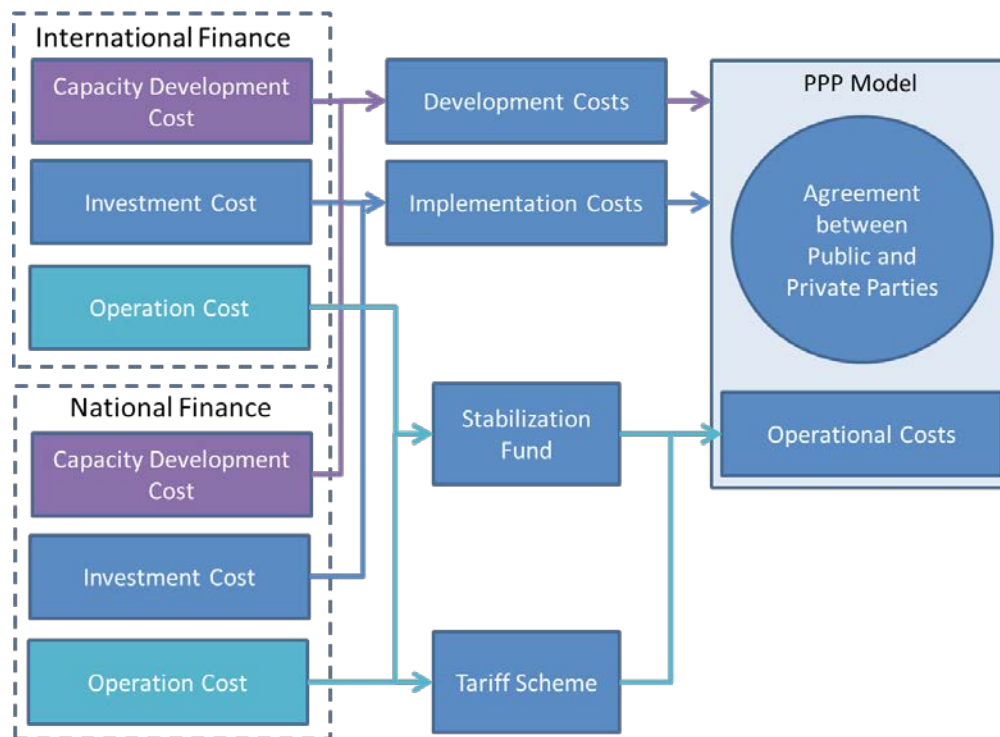 International Finance
Capacity Development
Cost
Investment Cost
Operation Cost
National Finance
Capacity Development
Cost
Investment Cost
Operation Cost
Development Costs
Implementation Costs
Stabilization
Fund
Tariff Scheme
PPP Model
Agreement
between
Public and
Private Parties
Operational Costs